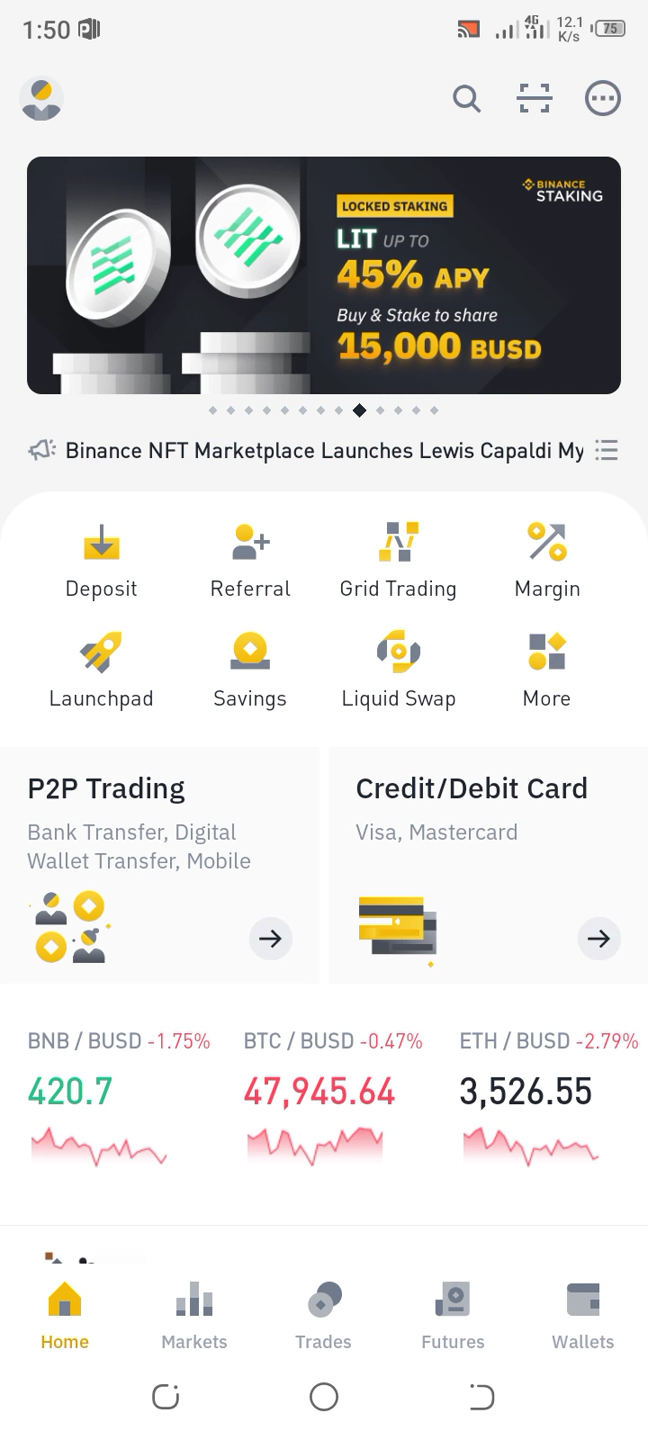 1:50
4G
12.1
K/s
75
BINANCE
STAKING
LOCKED STAKING
LIT UP TO
45% APY
Buy & Stake to share
15,000 BUSD
Binance NFT Marketplace Launches Lewis Capaldi My
Deposit
Referral
Grid Trading
Margin
Launchpad
Savings
Liquid Swap
More
P2P Trading
Bank Transfer, Digital
Wallet Transfer, Mobile
Credit/Debit Card
Visa, Mastercard
BNB / BUSD -1.75%
420.7
BTC / BUSD -0.47%
47,945.64
ETH / BUSD -2.79%
3,526.55
Home
Markets
Trades
Futures
Wallets